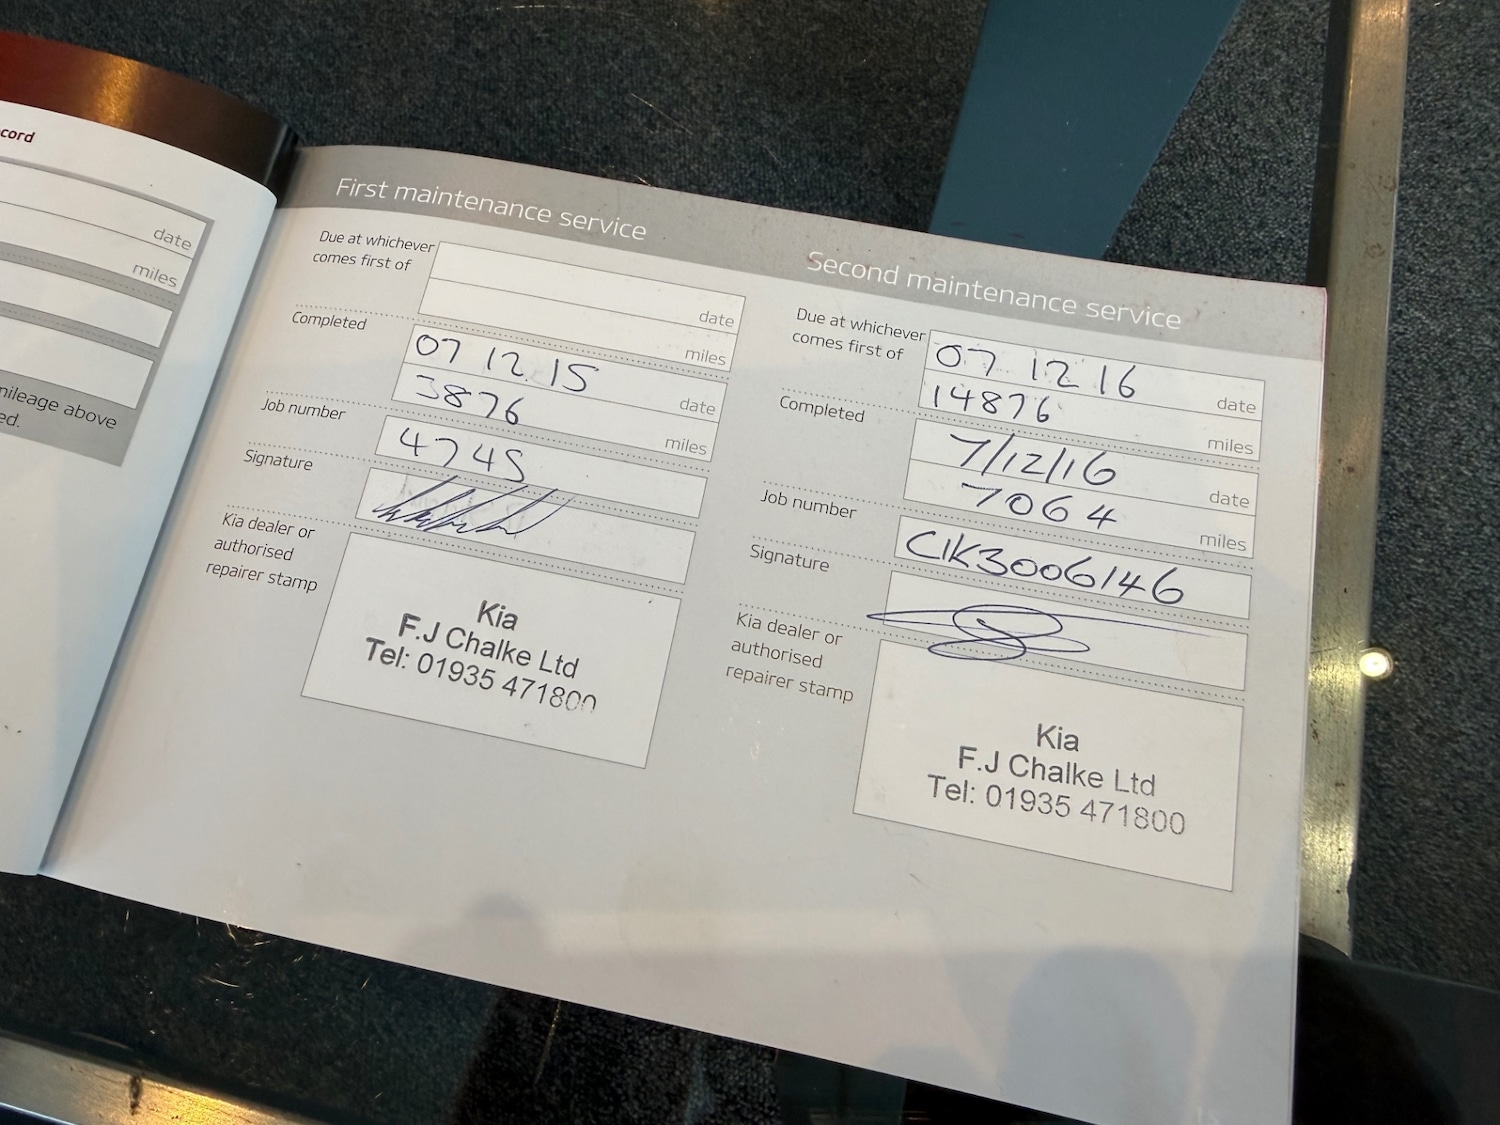 cord
date
miles
mileage above
ed.
First maintenance service
Due at whichever
comes first of
date
miles
Completed
07 12 15
date
3876
miles
Job number
4745
Signature
Kia dealer or
authorised
repairer stamp
Kia
F.J Chalke Ltd
Tel: 01935 471800
Second maintenance service
Due at whichever
comes first of
07 12 16
date
14876
miles
Completed
7/12/16
date
7064
miles
Job number
CIK3006146
Signature
Kia dealer or
authorised
repairer stamp
Kia
F.J Chalke Ltd
Tel: 01935 471800